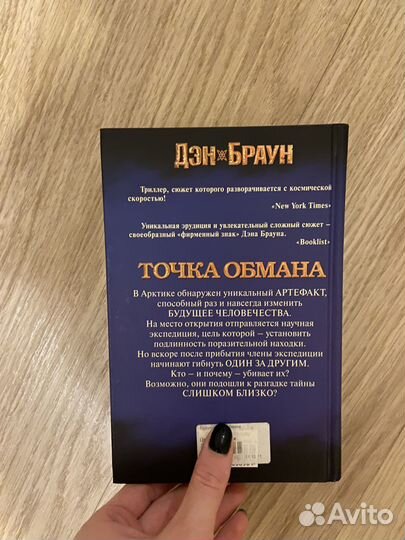 ДЭН БРАУН
Триллер, сюжет которого разворачивается с космической
скоростью!
«New York Times»
Уникальная эрудиция и увлекательный сложный сюжет –
своеобразный «фирменный знак» Дэна Брауна.
«Booklist»
ТОЧКА ОБМАНА
В Арктике обнаружен уникальный АРТЕФАКТ,
способный раз и навсегда изменить
БУДУЩЕЕ ЧЕЛОВЕЧЕСТВА.
На место открытия отправляется научная
экспедиция, цель которой – установить
подлинность поразительной находки.
Но вскоре после прибытия члены экспедиции
начинают гибнуть ОДИН ЗА ДРУГИМ.
Кто – и почему – убивает их?
Возможно, они подошли к разгадке тайны
СЛИШКОМ БЛИЗКО?
Avito